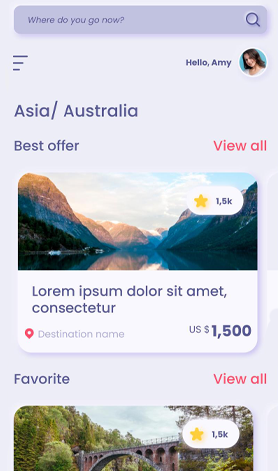 Where do you go now?
Hello, Amy
Asia/ Australia
Best offer View all
1,5k
Lorem ipsum dolor sit amet,
consectetur
Destination name US $1,500
Favorite View all
1,5k